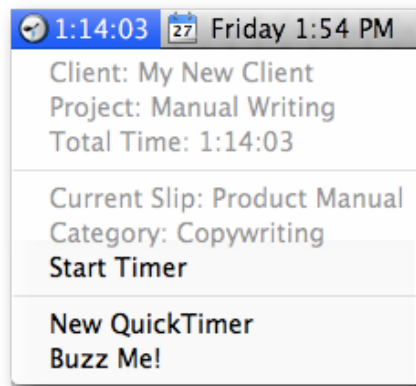 1:14:03 27 Friday 1:54 PM
Client: My New Client
Project: Manual Writing
Total Time: 1:14:03
Current Slip: Product Manual
Category: Copywriting
Start Timer
New QuickTimer
Buzz Me!